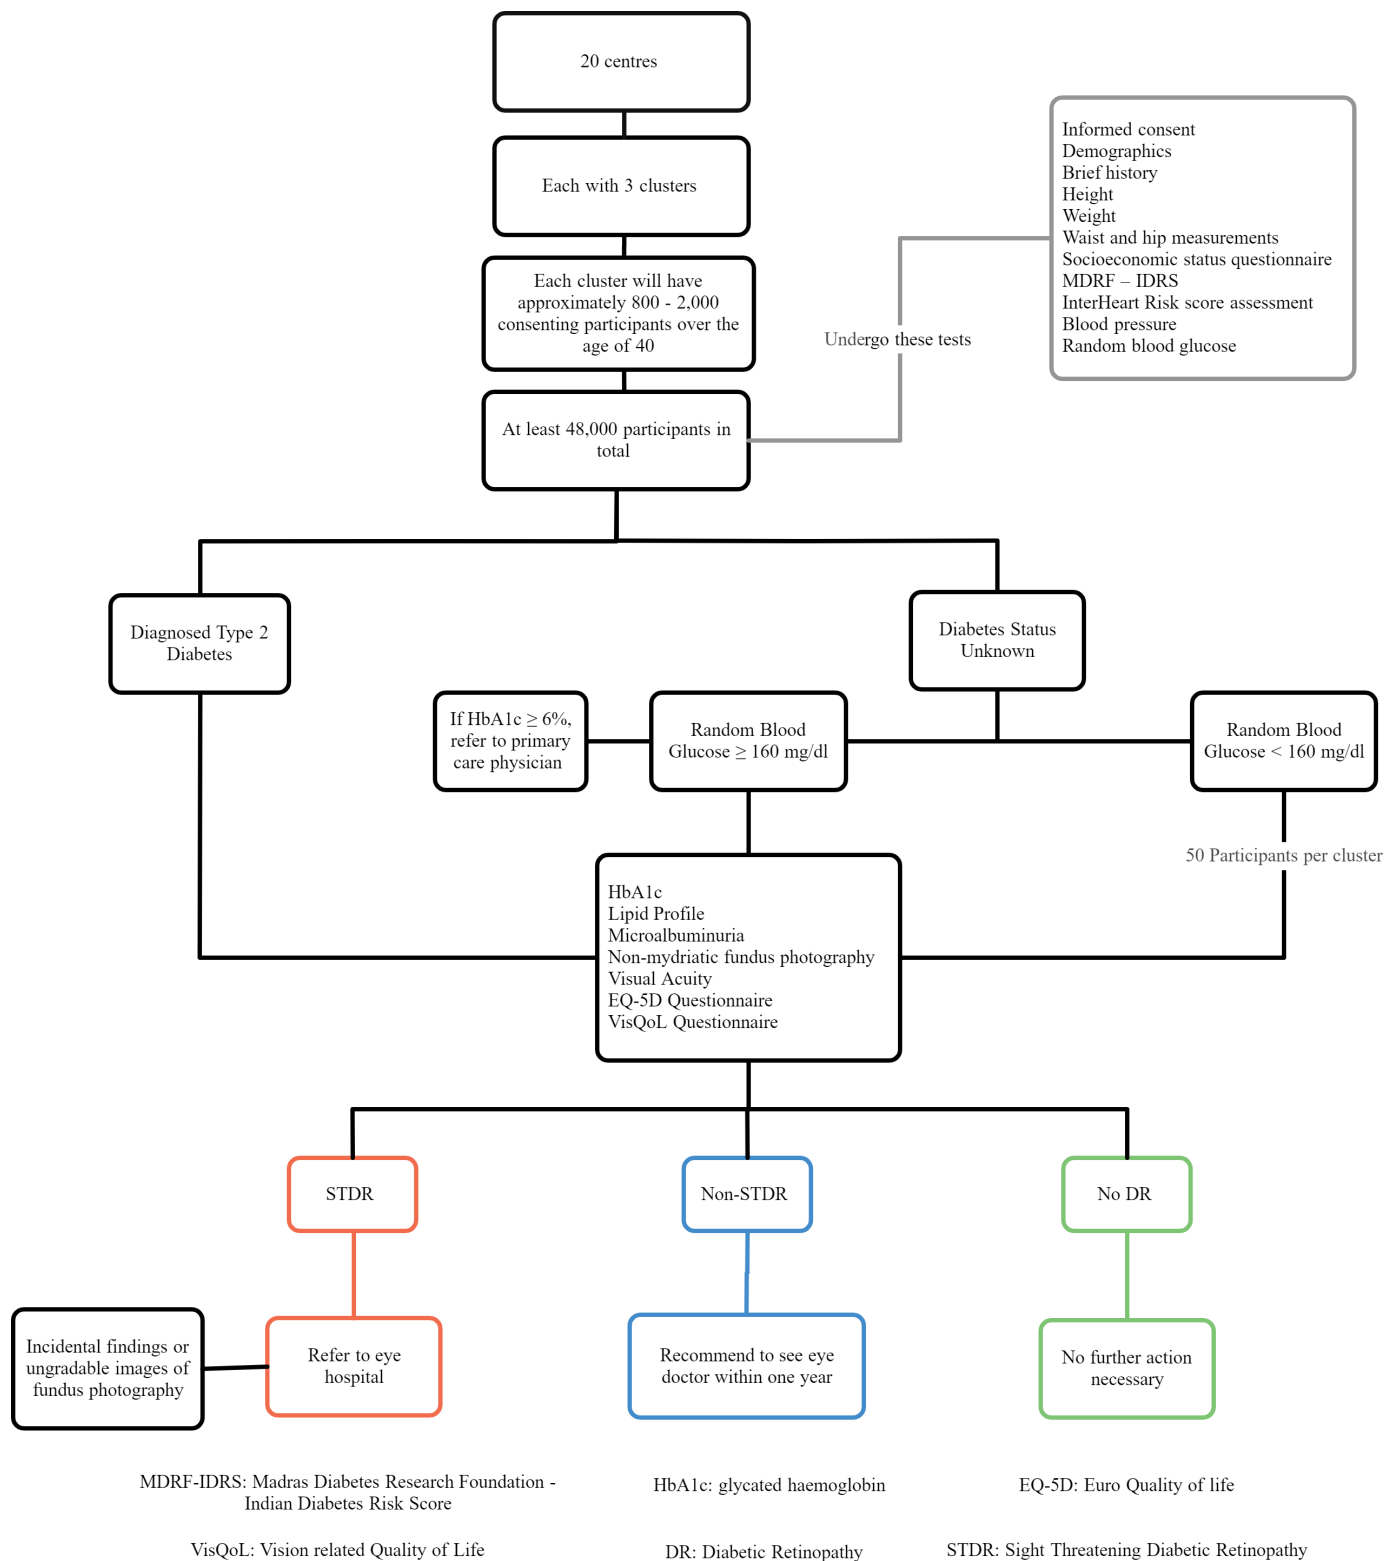 20 centres
Each with 3 clusters
Each cluster will have
approximately 800 - 2,000
consenting participants over the
age of 40
At least 48,000 participants in
total
Undergo these tests
Informed consent
Demographics
Brief history
Height
Weight
Waist and hip measurements
Socioeconomic status questionnaire
MDRF – IDRS
InterHeart Risk score assessment
Blood pressure
Random blood glucose
Diagnosed Type 2
Diabetes
Diabetes Status
Unknown
If HbA1c ≥ 6%,
refer to primary
care physician
Random Blood
Glucose ≥ 160 mg/dl
Random Blood
Glucose < 160 mg/dl
50 Participants per cluster
HbA1c
Lipid Profile
Microalbuminuria
Non-mydriatic fundus photography
Visual Acuity
EQ-5D Questionnaire
VisQoL Questionnaire
STDR
Non-STDR
No DR
Incidental findings or
ungradable images of
fundus photography
Refer to eye
hospital
Recommend to see eye
doctor within one year
No further action
necessary
MDRF-IDRS: Madras Diabetes Research Foundation -
Indian Diabetes Risk Score
HbA1c: glycated haemoglobin
EQ-5D: Euro Quality of life
VisQoL: Vision related Quality of Life
DR: Diabetic Retinopathy
STDR: Sight Threatening Diabetic Retinopathy